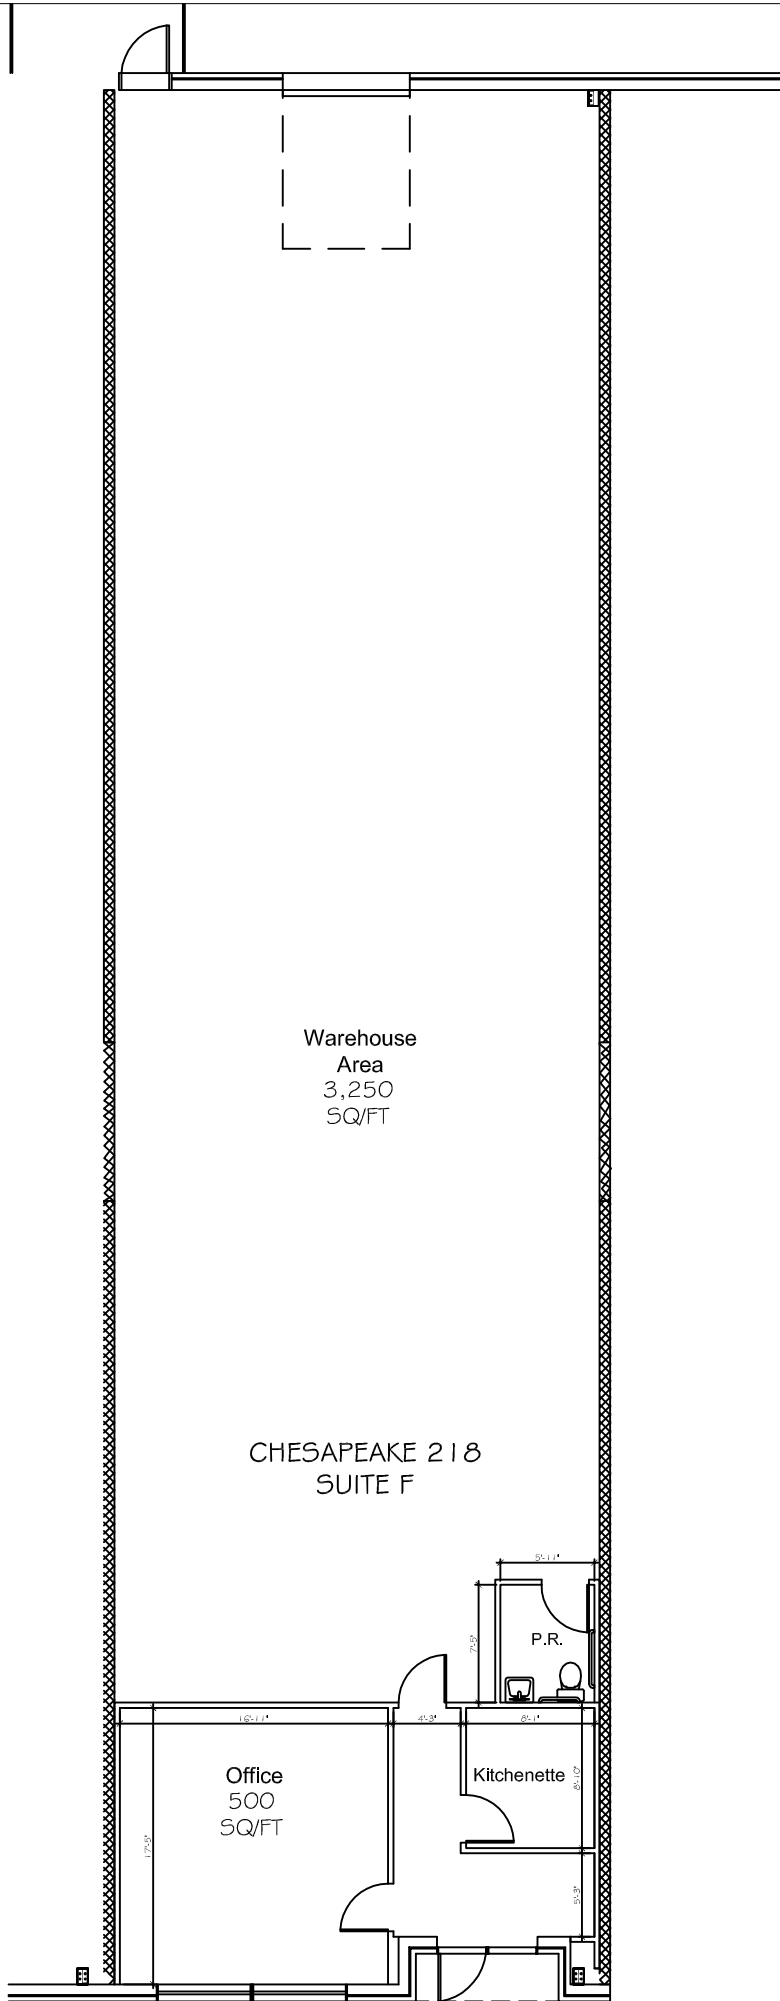 Warehouse
Area
3,250
SQ/FT
CHESAPEAKE 218
SUITE F
5'-11"
P.R.
7'-5"
16'-11"
4'-3"
8'-1"
Office
500
SQ/FT
Kitchenette
8'-10"
17'-5"
5'-3"